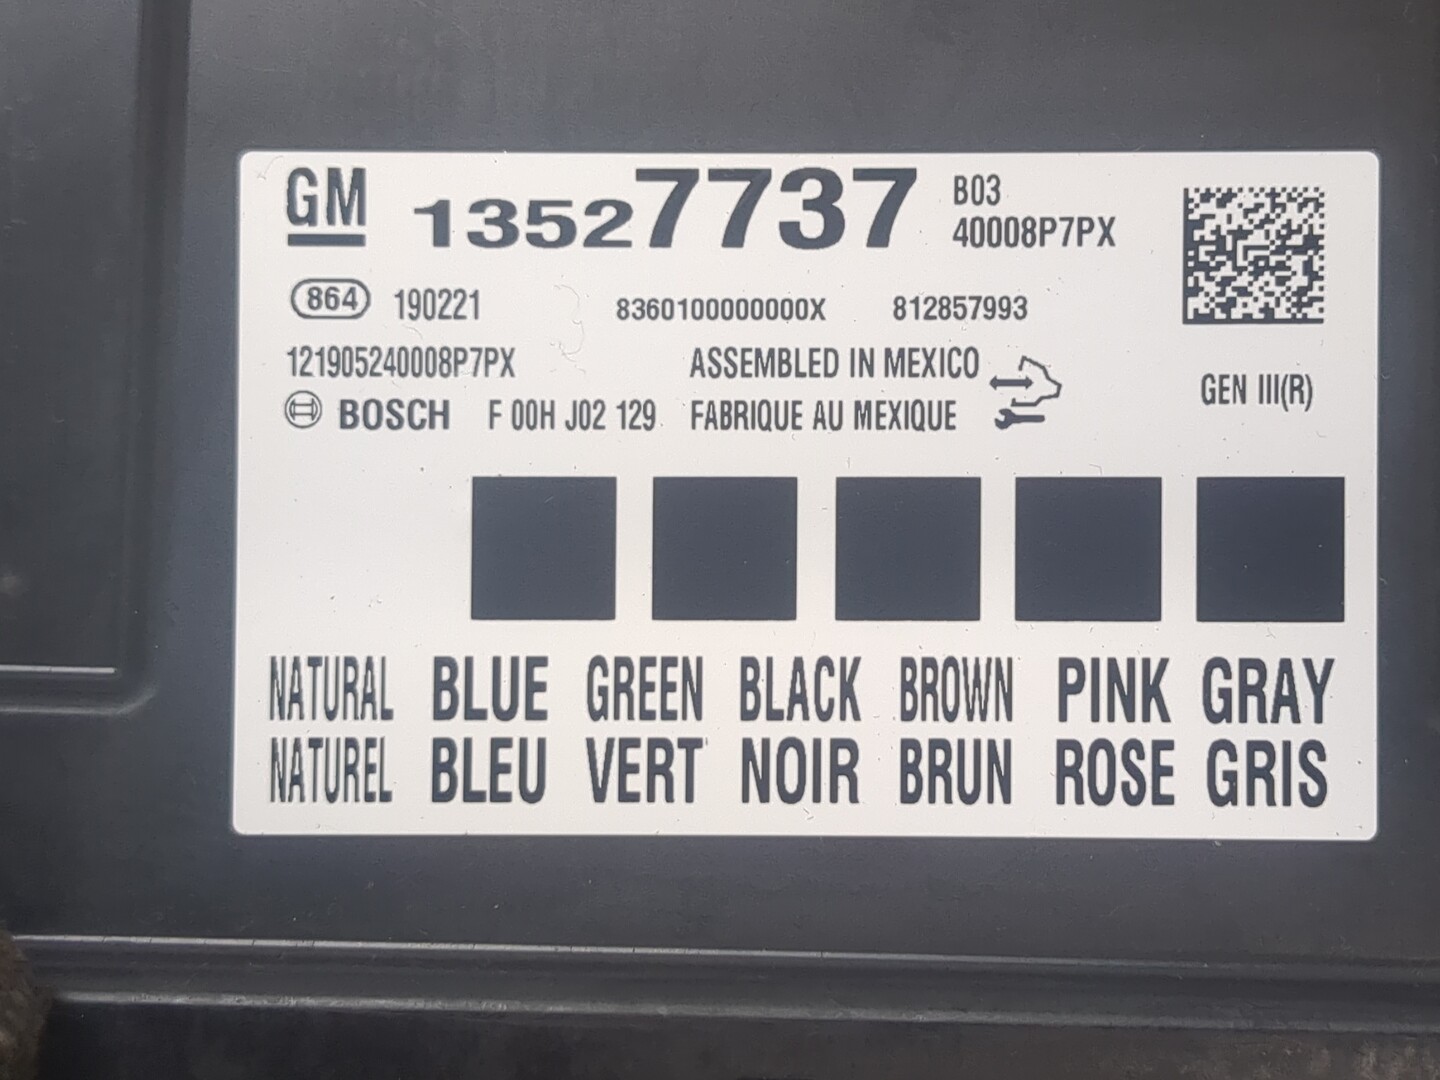 GM 13527737 B03
40008P7PX
864 190221 8360100000000X 812857993
121905240008P7PX ASSEMBLED IN MEXICO
GEN III(R)
BOSCH F 00H J02 129 FABRIQUE AU MEXIQUE
NATURAL BLUE GREEN BLACK BROWN PINK GRAY
NATUREL BLEU VERT NOIR BRUN ROSE GRIS